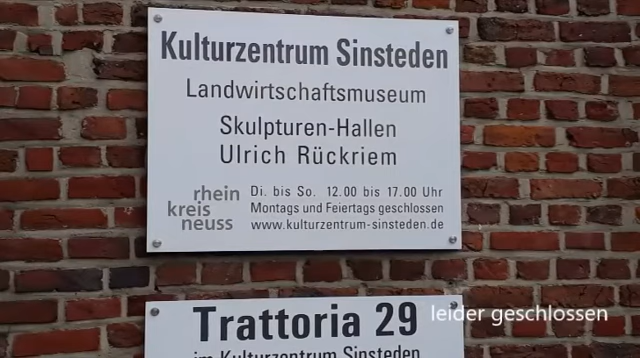 Kulturzentrum Sinsteden
Landwirtschaftsmuseum
Skulpturen-Hallen
Ulrich Rückriem
rhein
kreis
neuss
Di. bis So. 12.00 bis 17.00 Uhr
Montags und Feiertags geschlossen
www.kulturzentrum-sinsteden.de
Trattoria 29
leider geschlossen
im Kulturzentrum Sinsteden